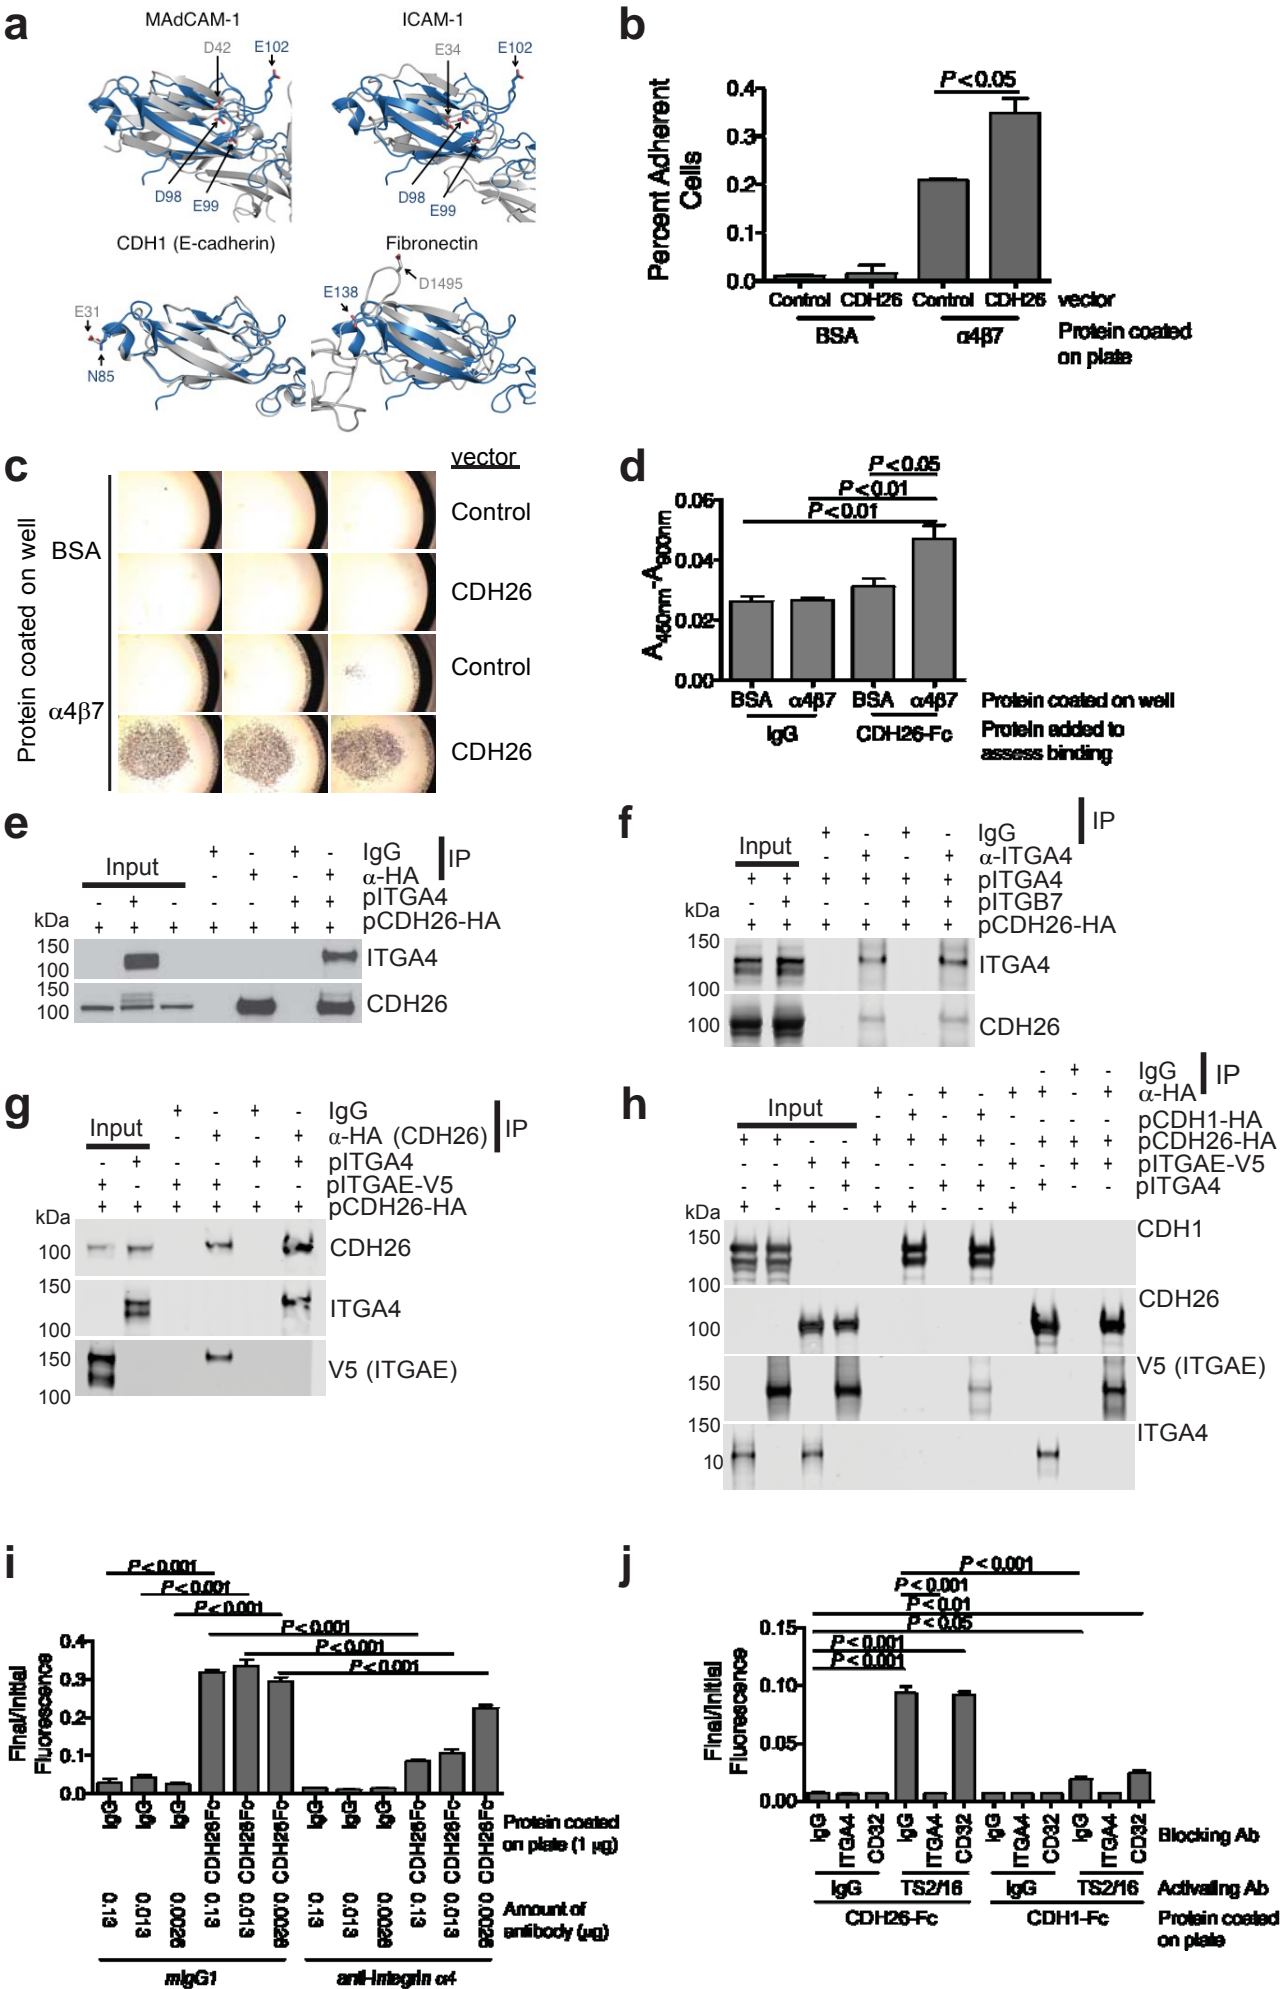 a
MAdCAM-1
ICAM-1
D42
E102
E34
E102
D98
E99
D98
E99
CDH1 (E-cadherin)
Fibronectin
E31
N85
E138
D1495
b
Percent Adherent
Cells
0.4
0.3
0.2
0.1
0.0
P < 0.05
Control CDH26 Control CDH26 vector
BSA α4β7 Protein coated
on plate
c
vector
Protein coated on well
BSA
α4β7
Control
CDH26
Control
CDH26
d
P < 0.05
P < 0.01
P < 0.01
A450nm-A900nm
0.06
0.04
0.02
0.00
BSA α4β7 BSA α4β7 Protein coated on well
IgG CDH26-Fc Protein added to
assess binding
e
Input + - + - IgG IP
- + - + α-HA
- + - - - + + pITGA4
kDa + + + + + + + pCDH26-HA
150
100
ITGA4
150
100
CDH26
f
Input + - + - IgG IP
- + - + α-ITGA4
+ + + + + + pITGA4
- + - - + + pITGB7
kDa + + + + + + pCDH26-HA
150
100
ITGA4
100
CDH26
g
Input + - + - IgG IP
- + - + α-HA (CDH26)
- + - - + + pITGA4
+ - + + - - pITGAE-V5
kDa + + + + + + pCDH26-HA
100
CDH26
150
100
ITGA4
150
100
V5 (ITGAE)
h
- + - IgG IP
Input + - + - + + - + α-HA
- + - + pCDH1-HA
+ + - - + + + + - + + + pCDH26-HA
- - + + - - - - + - + + pITGAE-V5
- + - + - - + + - + pITGA4
kDa + - + - + + - - +
150
100
CDH1
100
CDH26
150
V5 (ITGAE)
150
10
ITGA4
i
P < 0.001
P < 0.001
P < 0.001
P < 0.001
P < 0.001
P < 0.001
Final/Initial
Fluorescence
0.4
0.3
0.2
0.1
0.0
IgG IgG IgG CDH26Fc CDH26Fc CDH26Fc IgG IgG IgG CDH26Fc CDH26Fc CDH26Fc
Protein coated
on plate (1 µg)
0.13 0.013 0.0026 0.13 0.013 0.0026 0.13 0.013 0.0026 0.13 0.013 0.0026
Amount of
antibody (µg)
mIgG1 anti-integrin α4
j
P < 0.001
P < 0.001
P < 0.01
P < 0.05
P < 0.001
P < 0.001
Final/Initial
Fluorescence
0.15
0.10
0.05
0.00
IgG ITGA4 CD32 IgG ITGA4 CD32 IgG ITGA4 CD32 IgG ITGA4 CD32 Blocking Ab
IgG TS2/16 IgG TS2/16 Activating Ab
CDH26-Fc CDH1-Fc Protein coated
on plate